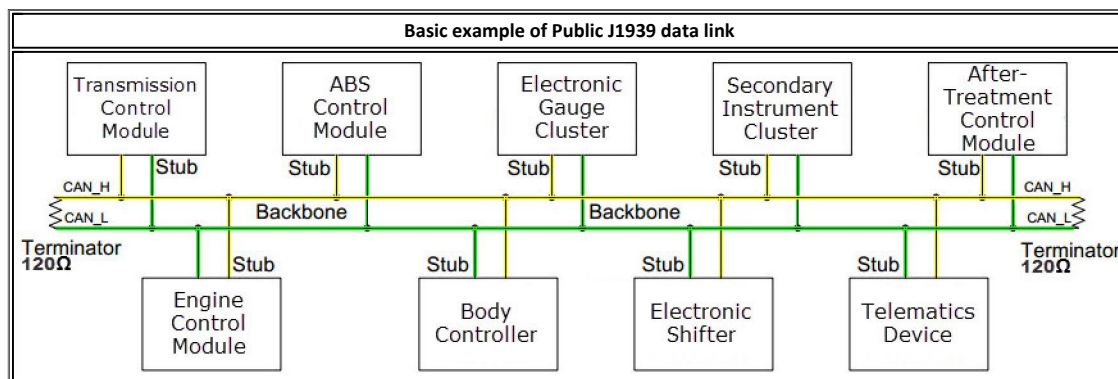 Basic example of Public J1939 data link
Transmission
Control
Module
ABS
Control
Module
Electronic
Gauge
Cluster
Secondary
Instrument
Cluster
After-
Treatment
Control
Module
Stub
Stub
Stub
Stub
Stub
CAN_H
CAN_H
CAN_L
Backbone
Backbone
CAN_L
Terminator
120Ω
Terminator
120Ω
Stub
Stub
Stub
Stub
Engine
Control
Module
Body
Controller
Electronic
Shifter
Telematics
Device